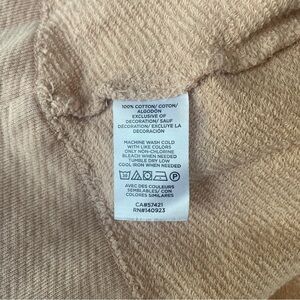 100% COTTON/ COTON/
ALGODÓN
EXCLUSIVE OF
DECORATION/ SAUF
DÉCORATION/ EXCLUYE LA
DECORACIÓN
MACHINE WASH COLD
WITH LIKE COLORS
ONLY NON-CHLORINE
BLEACH WHEN NEEDED
TUMBLE DRY LOW
COOL IRON WHEN NEEDED
AVEC DES COULEURS
SEMBLABLES / CON
COLORES SIMILARES
CA#57421
RN#140923